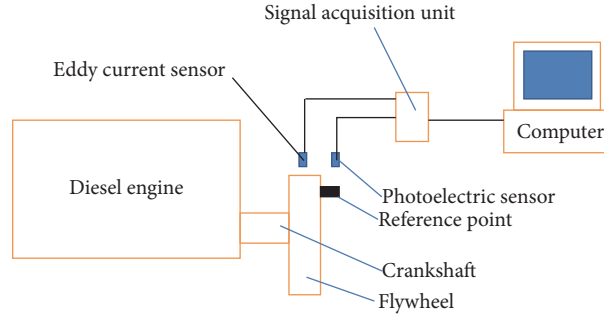 Signal acquisition unit
Eddy current sensor
Computer
Diesel engine
Photoelectric sensor
Reference point
Crankshaft
Flywheel